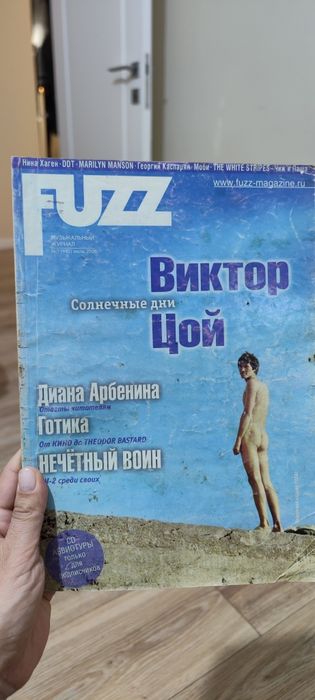 Нина Хаген • DDT • MARILYN MANSON • Георгий Каспарян • Моби • THE WHITE STRIPES • Чиж и
FUZZ
www.fuzz-magazine.ru
МУЗЫКАЛЬНЫЙ
ЖУРНАЛ
Виктор
Солнечные дни
Цой
Диана Арбенина
Ответы читателям
Готика
От КИНО до THEODOR BASTARD
НЕЧЁТНЫЙ ВОИН
БИ-2 среди своих
CD
АВИОТУРЫ
только
для
подписчиков